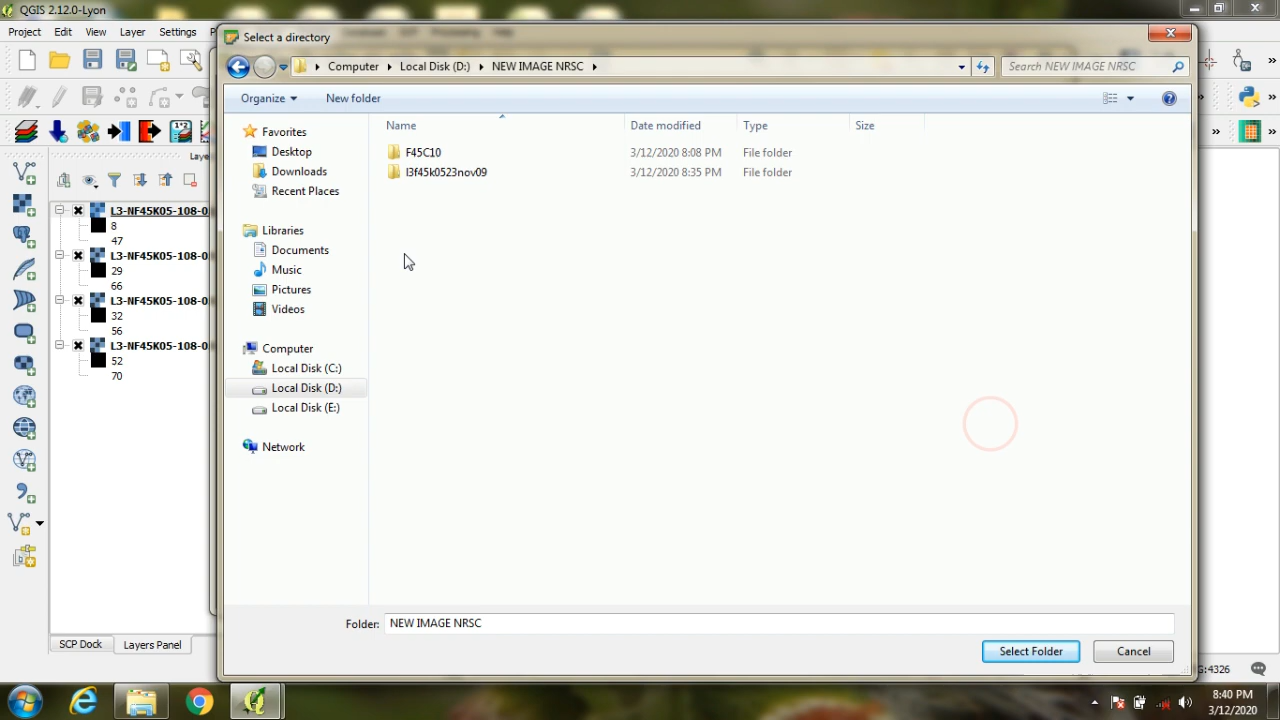 QGIS 2.12.0-Lyon
Project Edit View Layer Settings
Select a directory
Computer Local Disk (D:) NEW IMAGE NRSC
Search NEW IMAGE NRSC
Organize New folder
Name Date modified Type Size
Favorites
Desktop
Downloads
Recent Places
Libraries
Documents
Music
Pictures
Videos
Computer
Local Disk (C:)
Local Disk (D:)
Local Disk (E:)
Network
F45C10 3/12/2020 8:08 PM File folder
l3f45k0523nov09 3/12/2020 8:35 PM File folder
Laye
L3-NF45K05-108-0
8
47
L3-NF45K05-108-0
29
66
L3-NF45K05-108-0
32
56
L3-NF45K05-108-0
52
70
SCP Dock Layers Panel
Folder: NEW IMAGE NRSC
Select Folder Cancel
G:4326
8:40 PM
3/12/2020